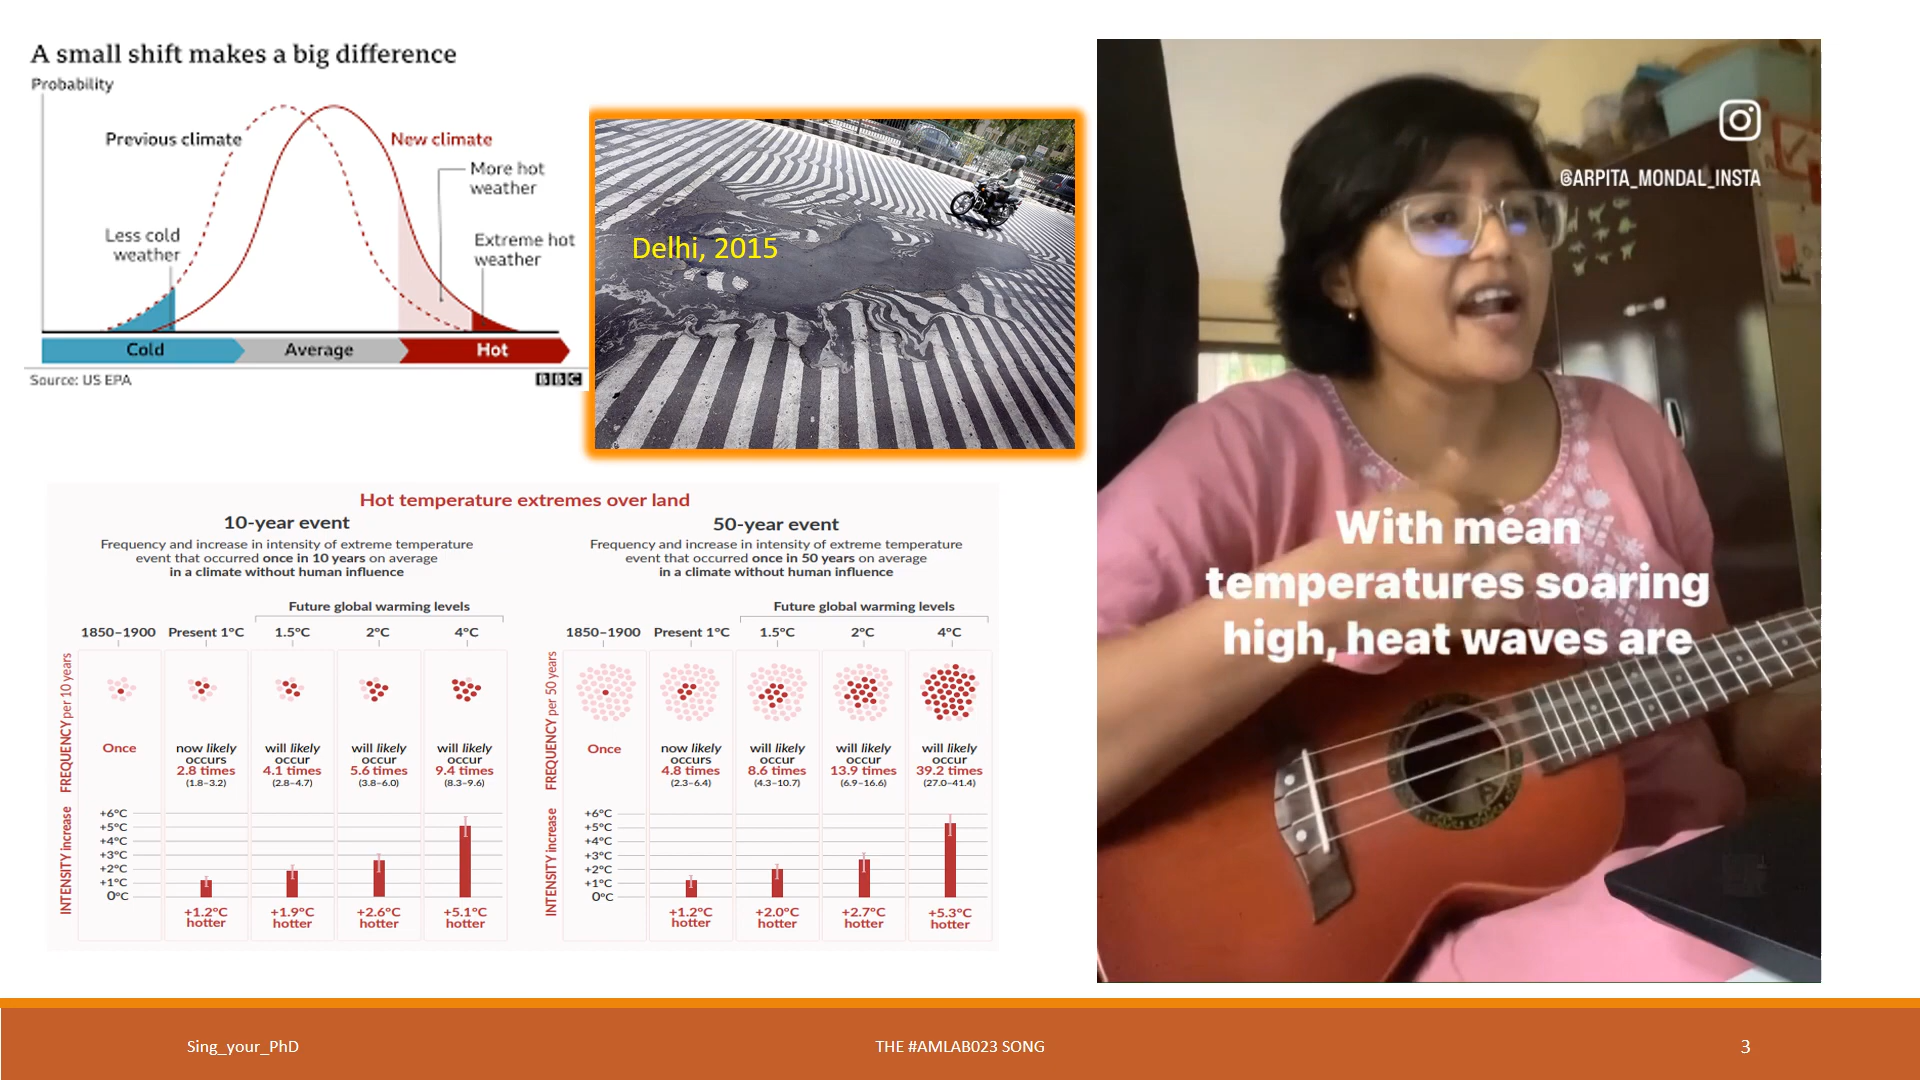 A small shift makes a big difference
Probability
Previous climate
New climate
More hot
weather
Less cold
weather
Extreme hot
weather
Cold
Average
Hot
Source: US EPA
BBC
Delhi, 2015
@ARPITA_MONDAL_INSTA
With mean
temperatures soaring
high, heat waves are
Hot temperature extremes over land
10-year event
Frequency and increase in intensity of extreme temperature
event that occurred once in 10 years on average
in a climate without human influence
Future global warming levels
1850–1900 Present 1°C 1.5°C 2°C 4°C
FREQUENCY per 10 years
Once
now likely
occurs
2.8 times
(1.8–3.2)
will likely
occur
4.1 times
(2.8–4.7)
will likely
occur
5.6 times
(3.8–6.0)
will likely
occur
9.4 times
(8.3–9.6)
INTENSITY increase
+6°C
+5°C
+4°C
+3°C
+2°C
+1°C
0°C
+1.2°C
hotter
+1.9°C
hotter
+2.6°C
hotter
+5.1°C
hotter
50-year event
Frequency and increase in intensity of extreme temperature
event that occurred once in 50 years on average
in a climate without human influence
Future global warming levels
1850–1900 Present 1°C 1.5°C 2°C 4°C
FREQUENCY per 50 years
Once
now likely
occurs
4.8 times
(2.3–6.4)
will likely
occur
8.6 times
(4.3–10.7)
will likely
occur
13.9 times
(6.9–16.6)
will likely
occur
39.2 times
(27.0–41.4)
INTENSITY increase
+6°C
+5°C
+4°C
+3°C
+2°C
+1°C
0°C
+1.2°C
hotter
+2.0°C
hotter
+2.7°C
hotter
+5.3°C
hotter
Sing_your_PhD
THE #AMLAB023 SONG
3